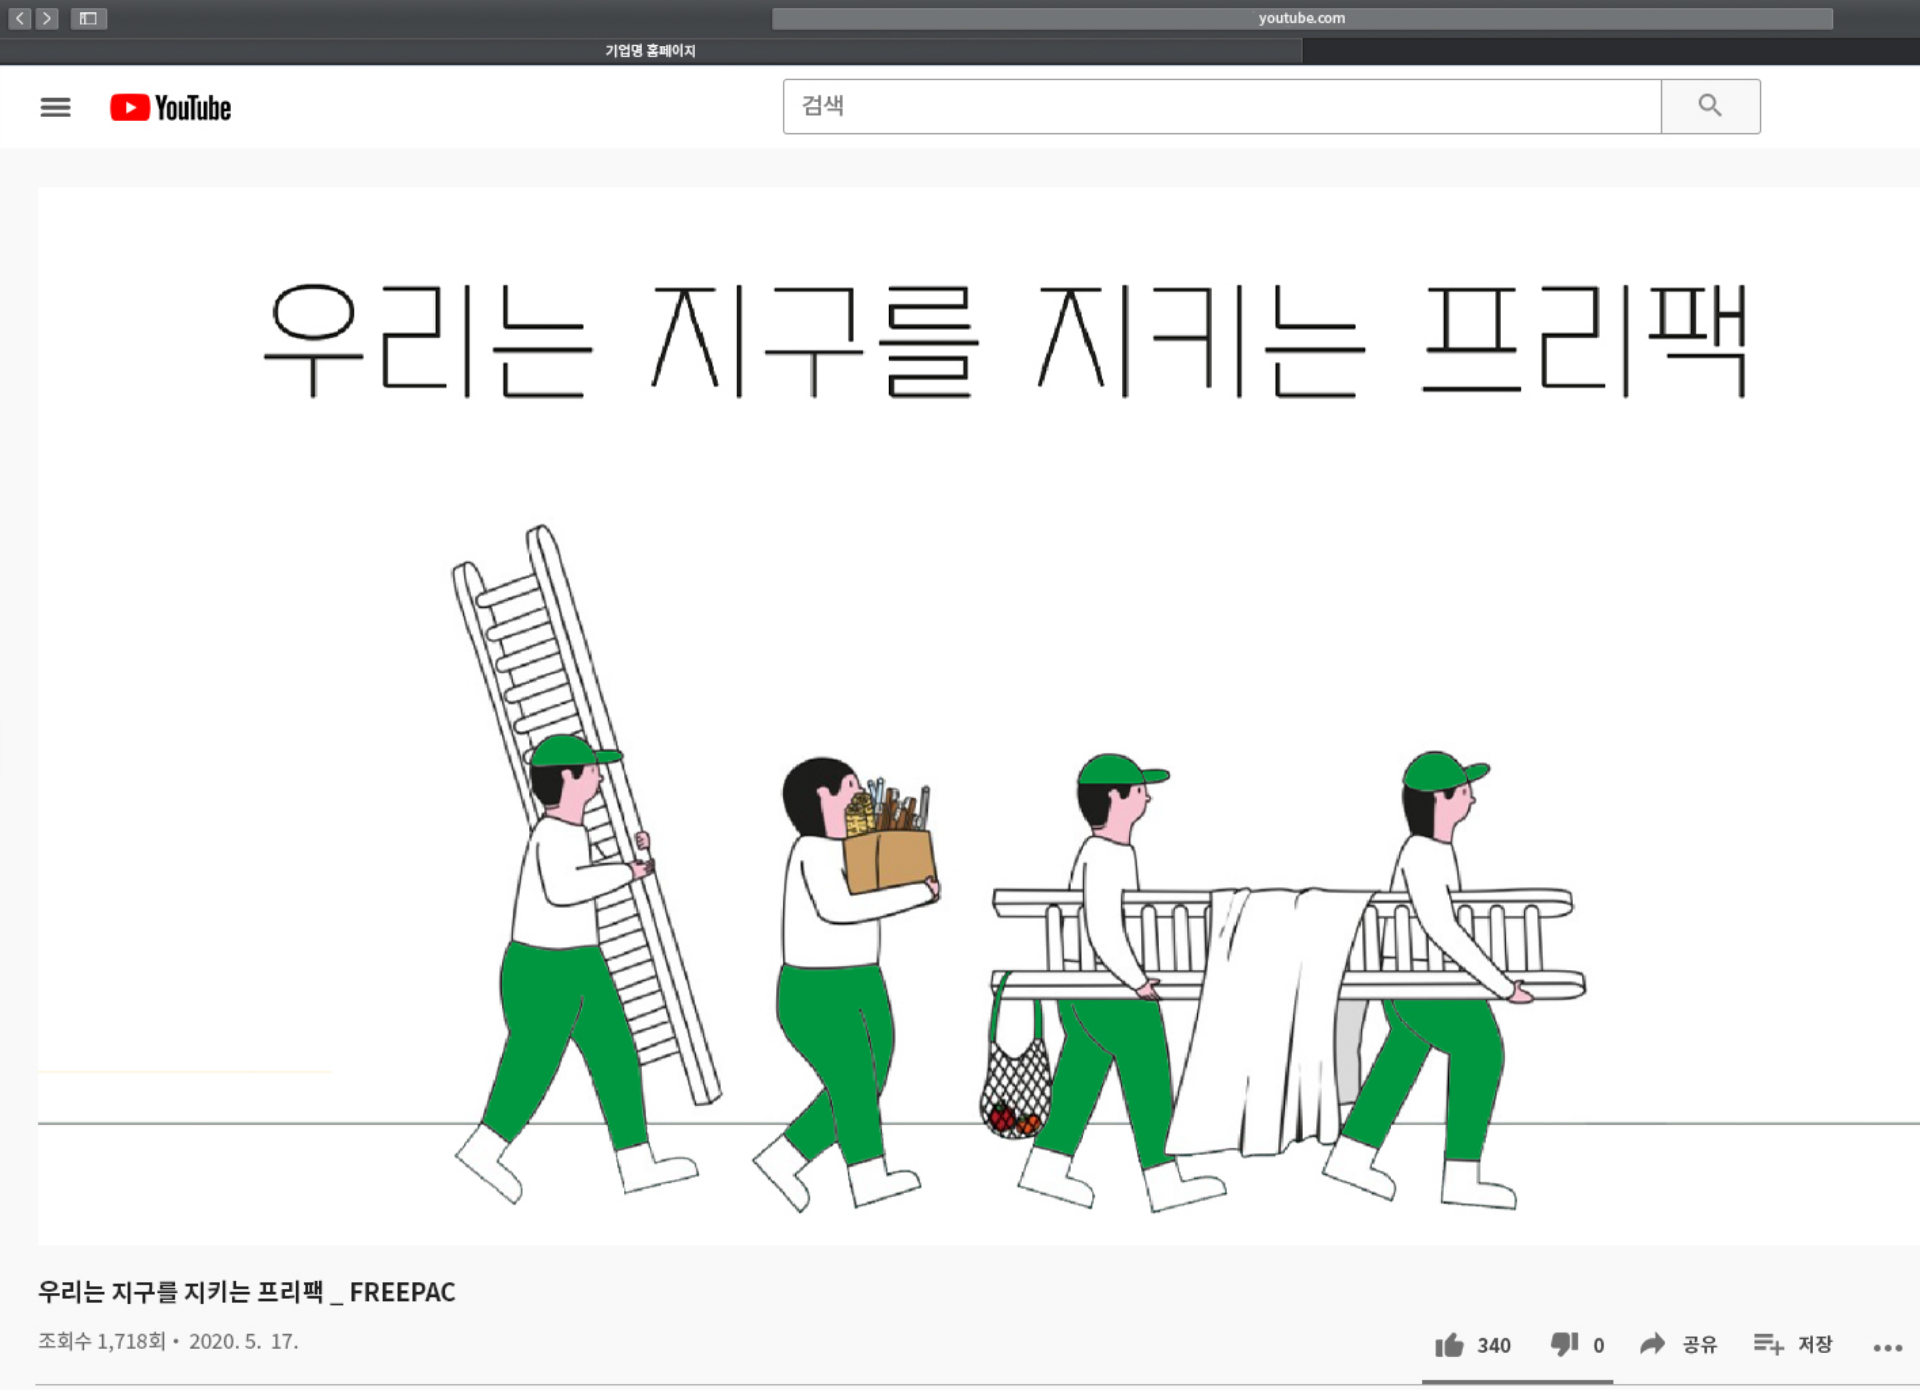 youtube.com
기업명 홈페이지
YouTube
검색
우리는 지구를 지키는 프리팩
우리는 지구를 지키는 프리팩 _ FREEPAC
조회수 1,718회 • 2020. 5. 17.
340 0 공유 저장